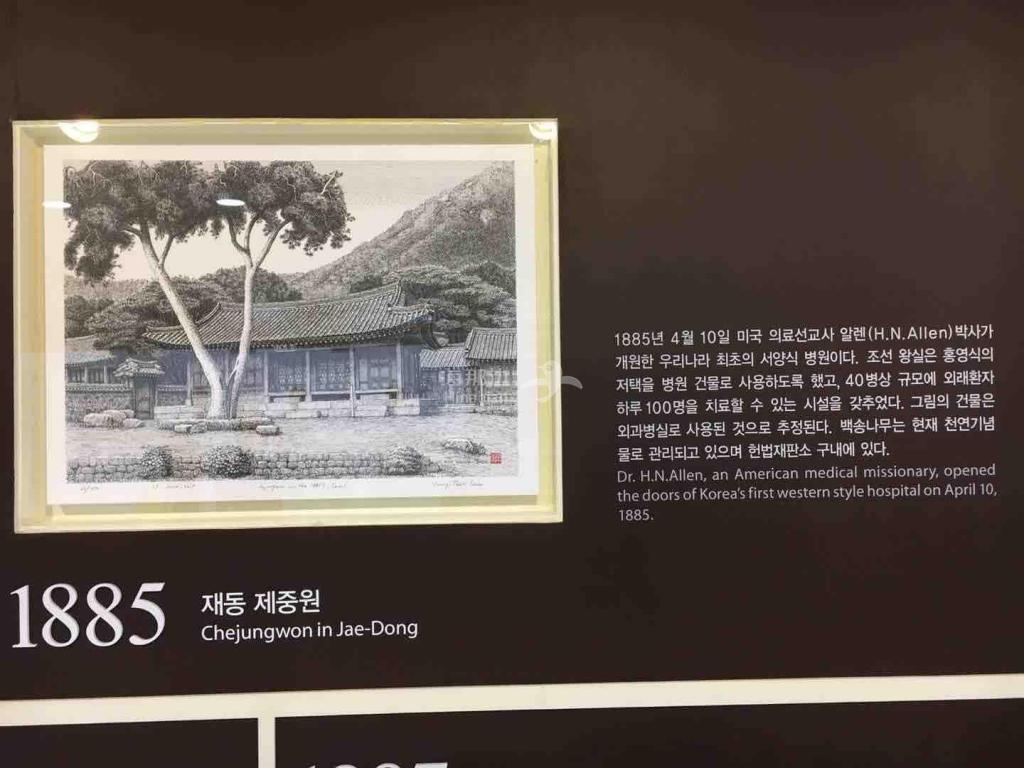 1885년 4월 10일 미국 의료선교사 알렌(H.N.Allen)박사가
개원한 우리나라 최초의 서양식 병원이다. 조선 왕실은 홍영식의
저택을 병원 건물로 사용하도록 했고, 40병상 규모에 외래환자
하루 100명을 치료할 수 있는 시설을 갖추었다. 그림의 건물은
외과병실로 사용된 것으로 추정된다. 백송나무는 현재 천연기념
물로 관리되고 있으며 헌법재판소 구내에 있다.
Dr. H.N.Allen, an American medical missionary, opened
the doors of Korea's first western style hospital on April 10,
1885.
1885
재동 제중원
Chejungwon in Jae-Dong